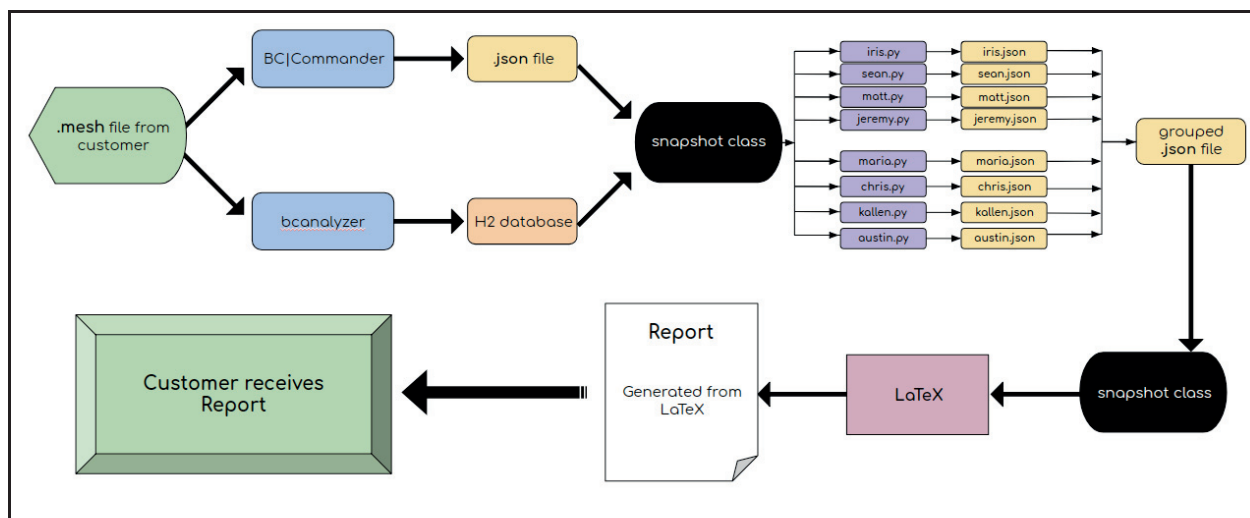 .mesh file from
customer
BC|Commander
.json file
bcanalyzer
H2 database
snapshot class
iris.py
iris.json
sean.py
sean.json
matt.py
matt.json
jeremy.py
jeremy.json
maria.py
maria.json
chris.py
chris.json
kallen.py
kallen.json
austin.py
austin.json
grouped
.json file
snapshot class
LaTeX
Report
Generated from
LaTeX
Customer receives
Report